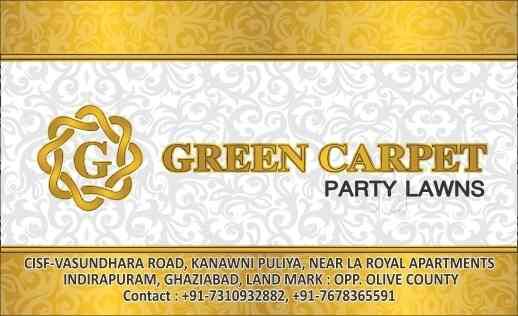 G
GREEN CARPET
PARTY LAWNS
CISF-VASUNDHARA ROAD, KANAWNI PULIYA, NEAR LA ROYAL APARTMENTS
INDIRAPURAM, GHAZIABAD, LAND MARK : OPP. OLIVE COUNTY
Contact : +91-7310932882, +91-7678365591